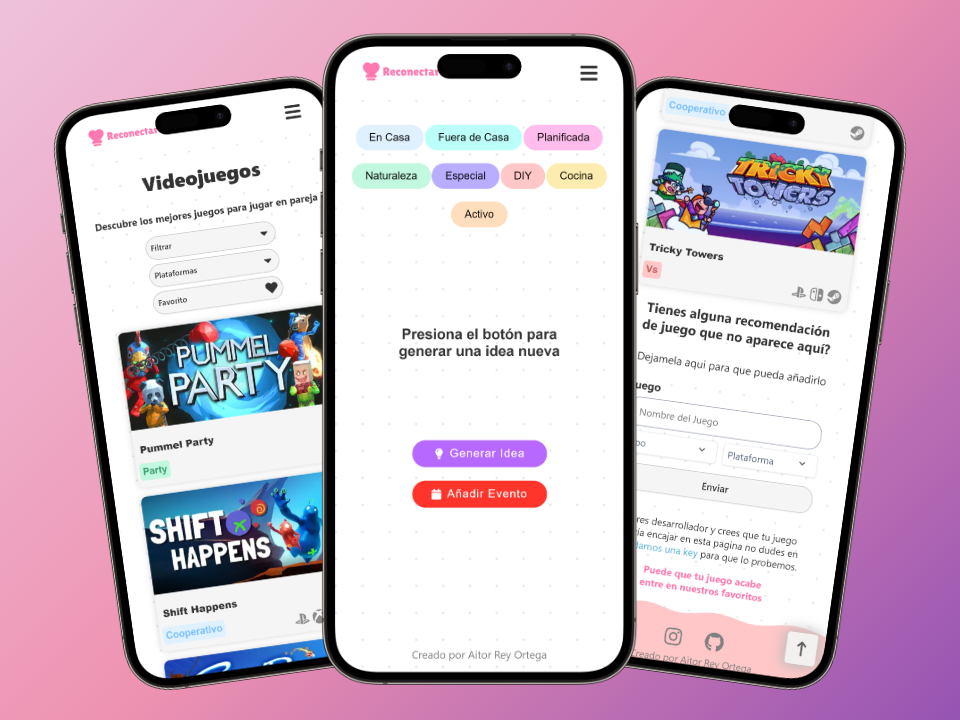 Reconectar
Videojuegos
Descubre los mejores juegos para jugar en pareja
Filtrar
Plataformas
Favorito
PUMMEL
PARTY
Pummel Party
Party
SHIFT
HAPPENS
Shift Happens
Cooperativo
Reconectar
En Casa
Fuera de Casa
Planificada
Naturaleza
Especial
DIY
Cocina
Activo
Presiona el botón para
generar una idea nueva
Generar Idea
Añadir Evento
Creado por Aitor Rey Ortega
Cooperativo
TRICKY
TOWERS
Tricky Towers
Vs
Tienes alguna recomendación
de juego que no aparece aquí?
Dejamela aqui para que pueda añadirlo
uego
Nombre del Juego
po
Plataforma
Enviar
res desarrollador y crees que tu juego
ía encajar en esta pagina no dudes en
arnos una key para que lo probemos.
Puede que tu juego acabe
entre en nuestros favoritos
creado por Aitor Rey Ortega